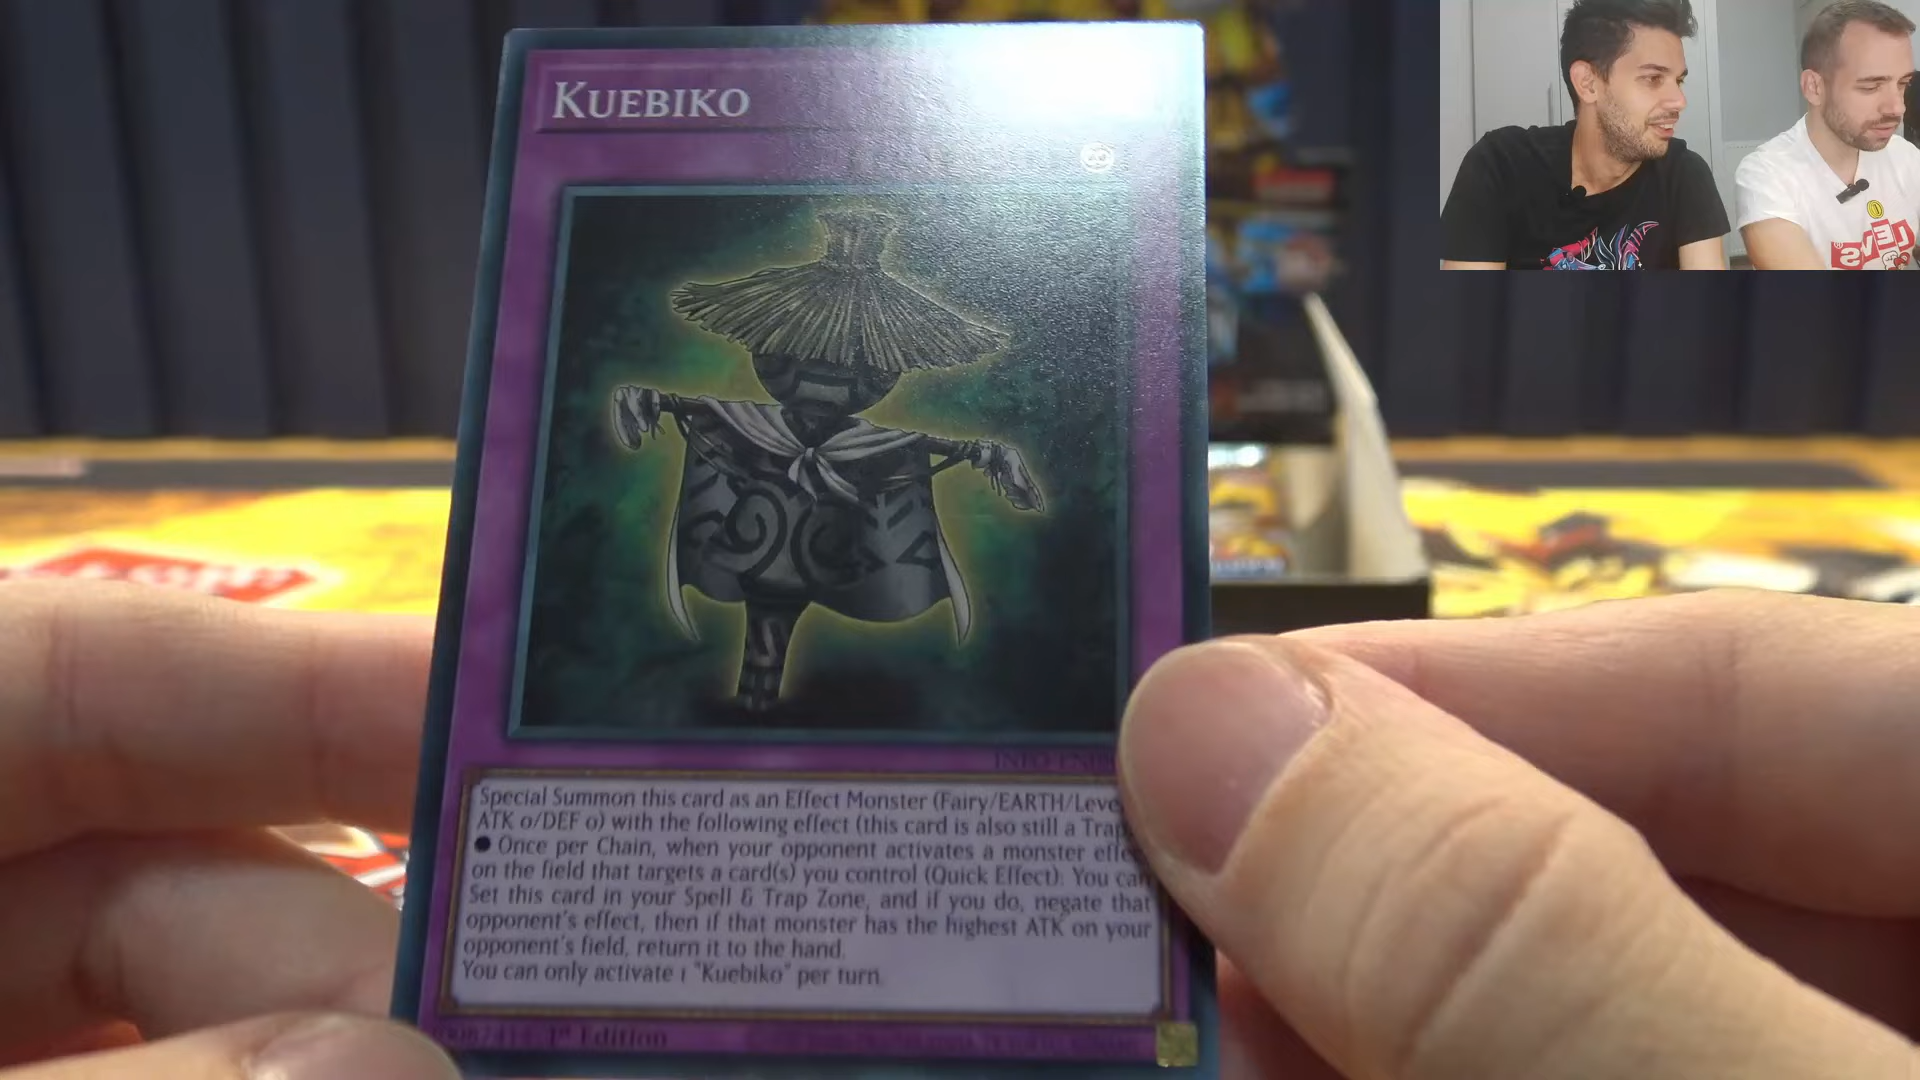 KUEBIKO
Special Summon this card as an Effect Monster (Fairy/EARTH/Leve
ATK 0/DEF 0) with the following effect (this card is also still a Trap
● Once per Chain, when your opponent activates a monster effe
on the field that targets a card(s) you control (Quick Effect): You can
Set this card in your Spell & Trap Zone, and if you do, negate that
opponent's effect, then if that monster has the highest ATK on your
opponent's field, return it to the hand.
You can only activate 1 "Kuebiko" per turn.
1st Edition